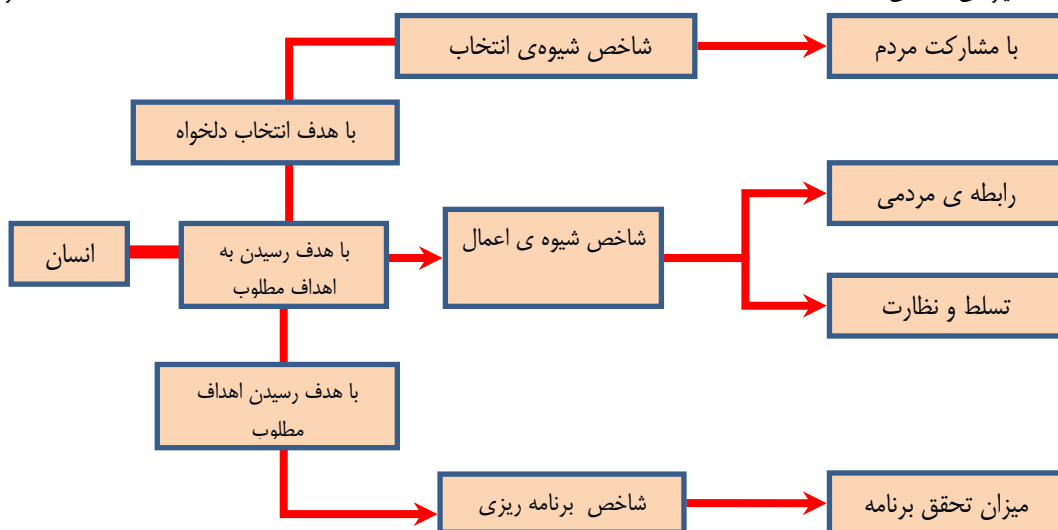 شاخص شیوه‌ی انتخاب
با مشارکت مردم
با هدف انتخاب دلخواه
رابطه ی مردمی
انسان
با هدف رسیدن به
اهداف مطلوب
شاخص شیوه ی اعمال
تسلط و نظارت
با هدف رسیدن اهداف
مطلوب
شاخص برنامه ریزی
میزان تحقق برنامه